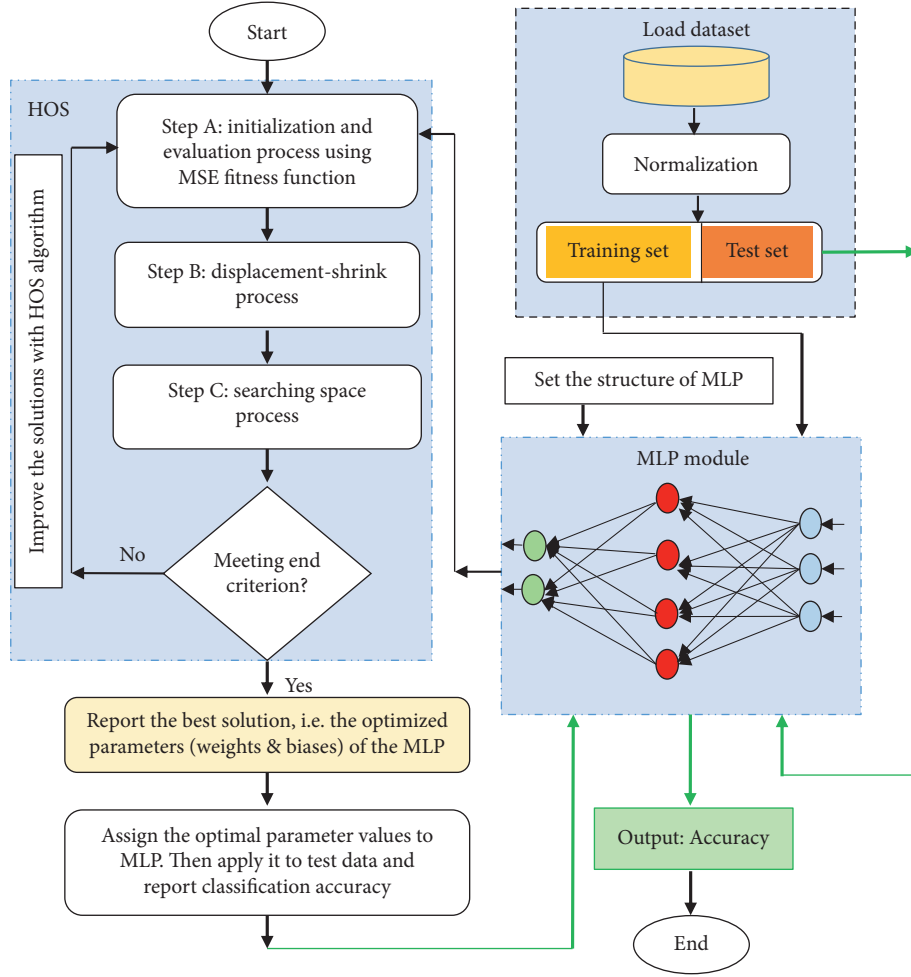 Start
HOS
Improve the solutions with HOS algorithm
Step A: initialization and
evaluation process using
MSE fitness function
Step B: displacement-shrink
process
Step C: searching space
process
Meeting end
criterion?
No
Yes
Report the best solution, i.e. the optimized
parameters (weights & biases) of the MLP
Assign the optimal parameter values to
MLP. Then apply it to test data and
report classification accuracy
Load dataset
Normalization
Training set
Test set
Set the structure of MLP
MLP module
Output: Accuracy
End